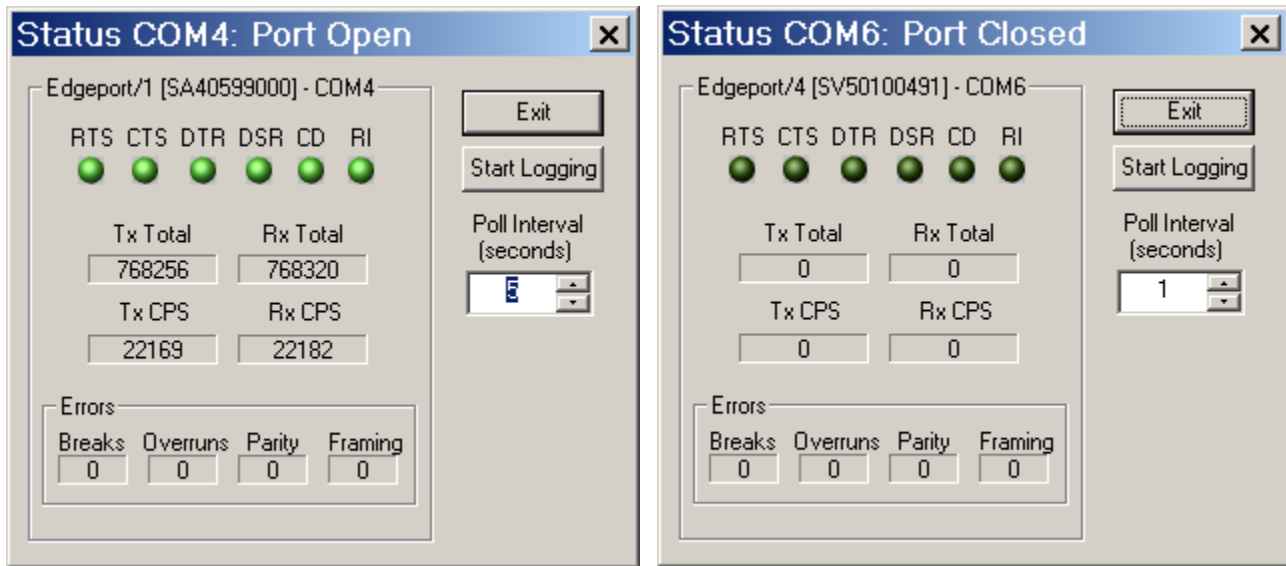 Status COM4: Port Open
Edgeport/1 [SA40599000] - COM4
RTS CTS DTR DSR CD RI
Tx Total Rx Total
768256 768320
Tx CPS Rx CPS
22169 22182
Errors
Breaks Overruns Parity Framing
0 0 0 0
Exit
Start Logging
Poll Interval
(seconds)
5
Status COM6: Port Closed
Edgeport/4 [SV50100491] - COM6
RTS CTS DTR DSR CD RI
Tx Total Rx Total
0 0
Tx CPS Rx CPS
0 0
Errors
Breaks Overruns Parity Framing
0 0 0 0
Exit
Start Logging
Poll Interval
(seconds)
1